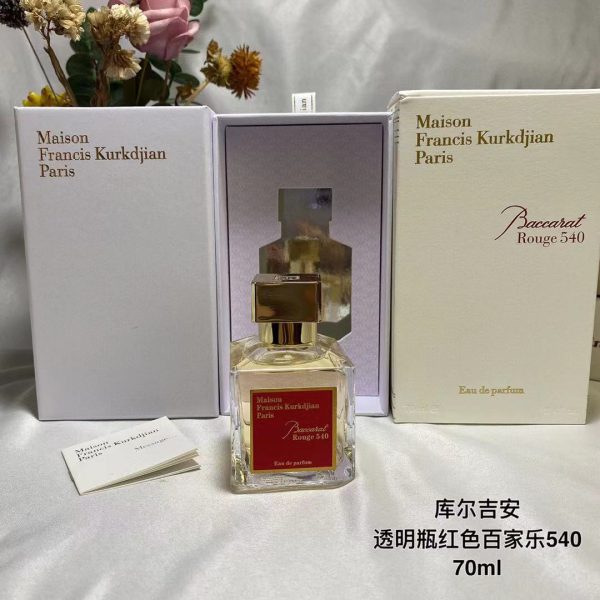 Maison
Francis Kurkdjian
Paris
Maison
Francis Kurkdjian
Paris
Baccarat
Rouge 540
Eau de parfum
Maison
Francis Kurkdjian
Paris
Baccarat
Rouge 540
Eau de parfum
Maison
Francis Kurkdjian
Paris
Message
库尔吉安
透明瓶红色百家乐540
70ml